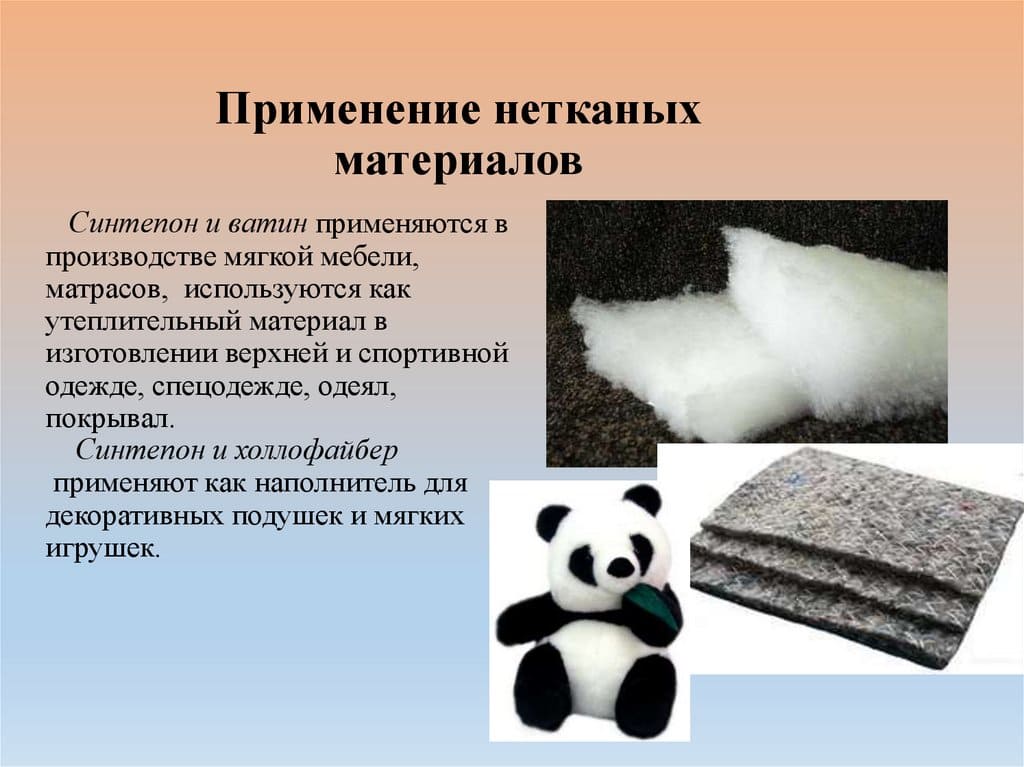 Применение нетканых
материалов
Синтепон и ватин применяются в
производстве мягкой мебели,
матрасов,  используются как
утеплительный материал в
изготовлении верхней и спортивной
одежде, спецодежде, одеял,
покрывал.
Синтепон и холлофайбер
применяют как наполнитель для
декоративных подушек и мягких
игрушек.